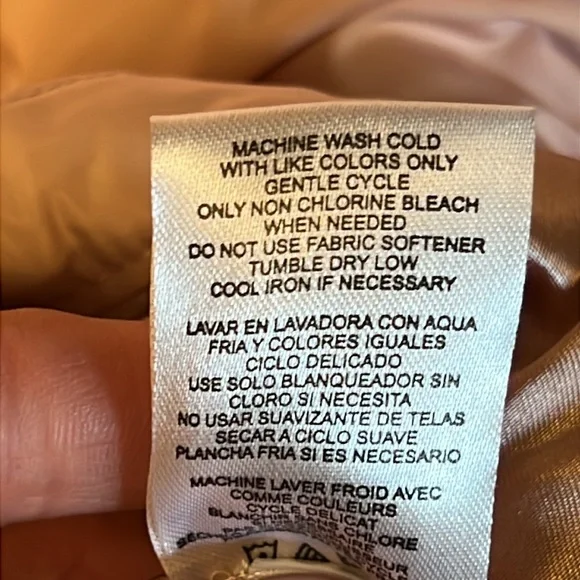 MACHINE WASH COLD
WITH LIKE COLORS ONLY
GENTLE CYCLE
ONLY NON CHLORINE BLEACH
WHEN NEEDED
DO NOT USE FABRIC SOFTENER
TUMBLE DRY LOW
COOL IRON IF NECESSARY
LAVAR EN LAVADORA CON AQUA
FRIA Y COLORES IGUALES
CICLO DELICADO
USE SOLO BLANQUEADOR SIN
CLORO SI NECESITA
NO USAR SUAVIZANTE DE TELAS
SECAR A CICLO SUAVE
PLANCHA FRIA SI ES NECESARIO
MACHINE LAVER FROID AVEC
COMME COULEURS
CYCLE DELICAT
BLANCHIR SANS CHLORE